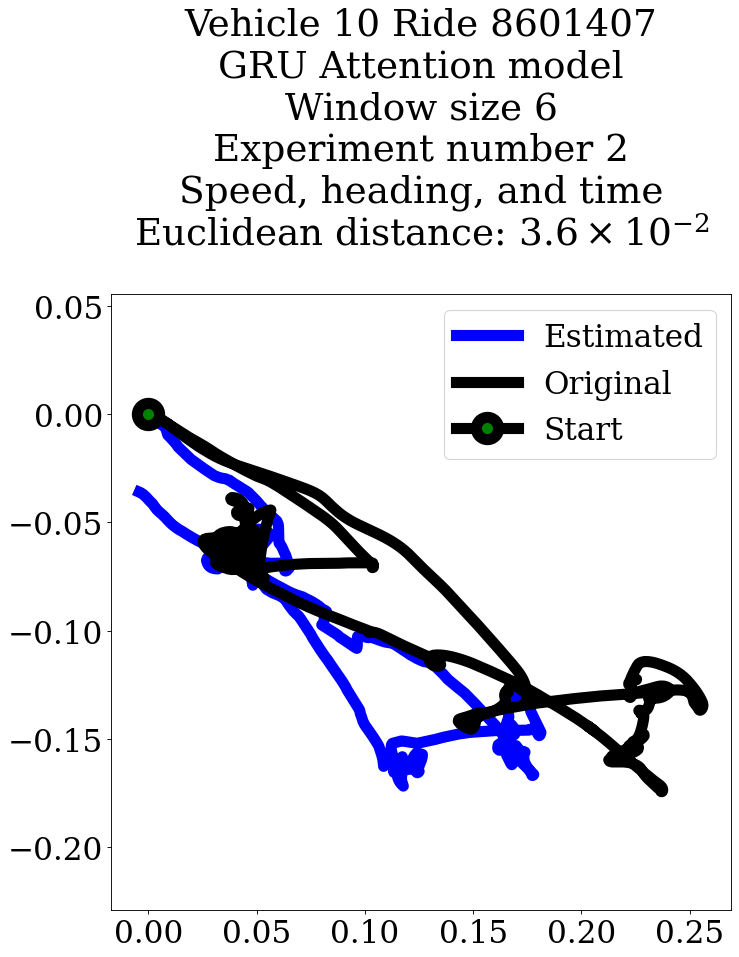 Vehicle 10 Ride 8601407
GRU Attention model
Window size 6
Experiment number 2
Speed, heading, and time
Euclidean distance: 3.6 × 10⁻²
Estimated
Original
Start
0.05
0.00
−0.05
−0.10
−0.15
−0.20
0.00 0.05 0.10 0.15 0.20 0.25